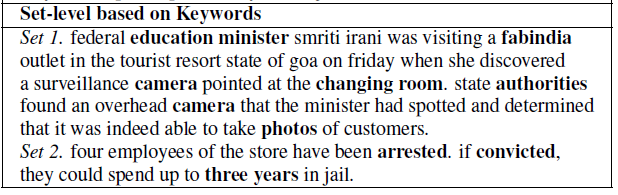 Set-level based on Keywords
Set 1. federal education minister smriti irani was visiting a fabindia
outlet in the tourist resort state of goa on friday when she discovered
a surveillance camera pointed at the changing room. state authorities
found an overhead camera that the minister had spotted and determined
that it was indeed able to take photos of customers.
Set 2. four employees of the store have been arrested. if convicted,
they could spend up to three years in jail.